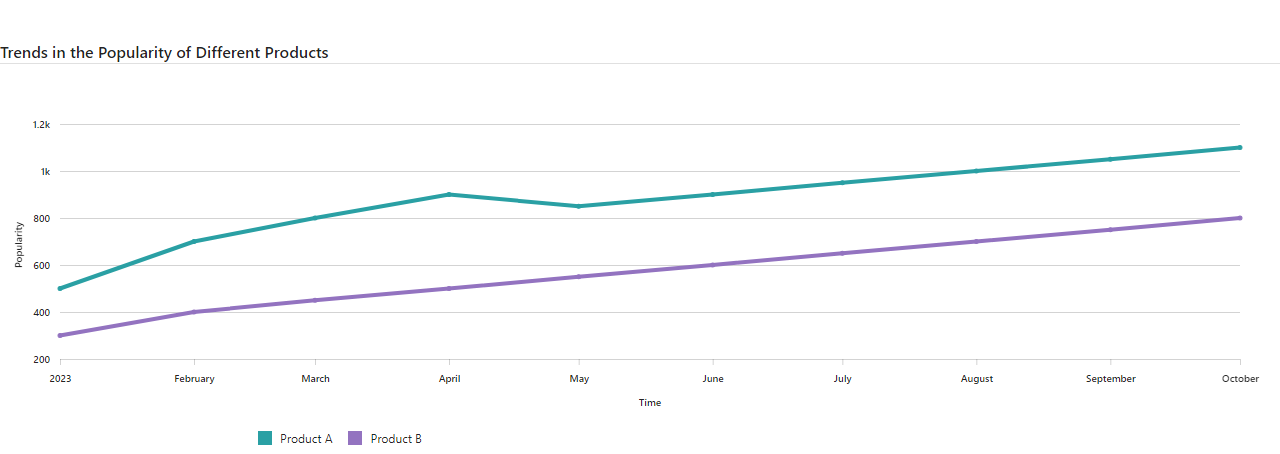 Trends in the Popularity of Different Products
1.2k
1k
800
600
400
200
Popularity
2023 February March April May June July August September October
Time
Product A Product B